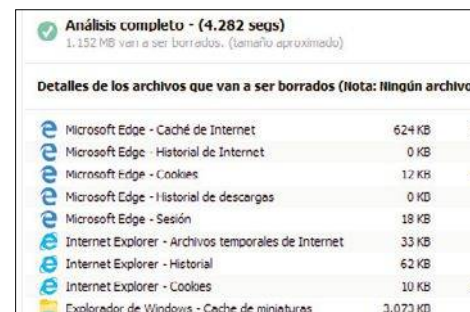 Análisis completo - (4.282 segs)
1.152 MB van a ser borrados. (tamaño aproximado)
Detalles de los archivos que van a ser borrados (Nota: Ningún archivo
Microsoft Edge - Caché de Internet 624 KB
Microsoft Edge - Historial de Internet 0 KB
Microsoft Edge - Cookies 12 KB
Microsoft Edge - Historial de descargas 0 KB
Microsoft Edge - Sesión 18 KB
Internet Explorer - Archivos temporales de Internet 33 KB
Internet Explorer - Historial 62 KB
Internet Explorer - Cookies 10 KB
Explorador de Windows - Cache de miniaturas 3.073 KB